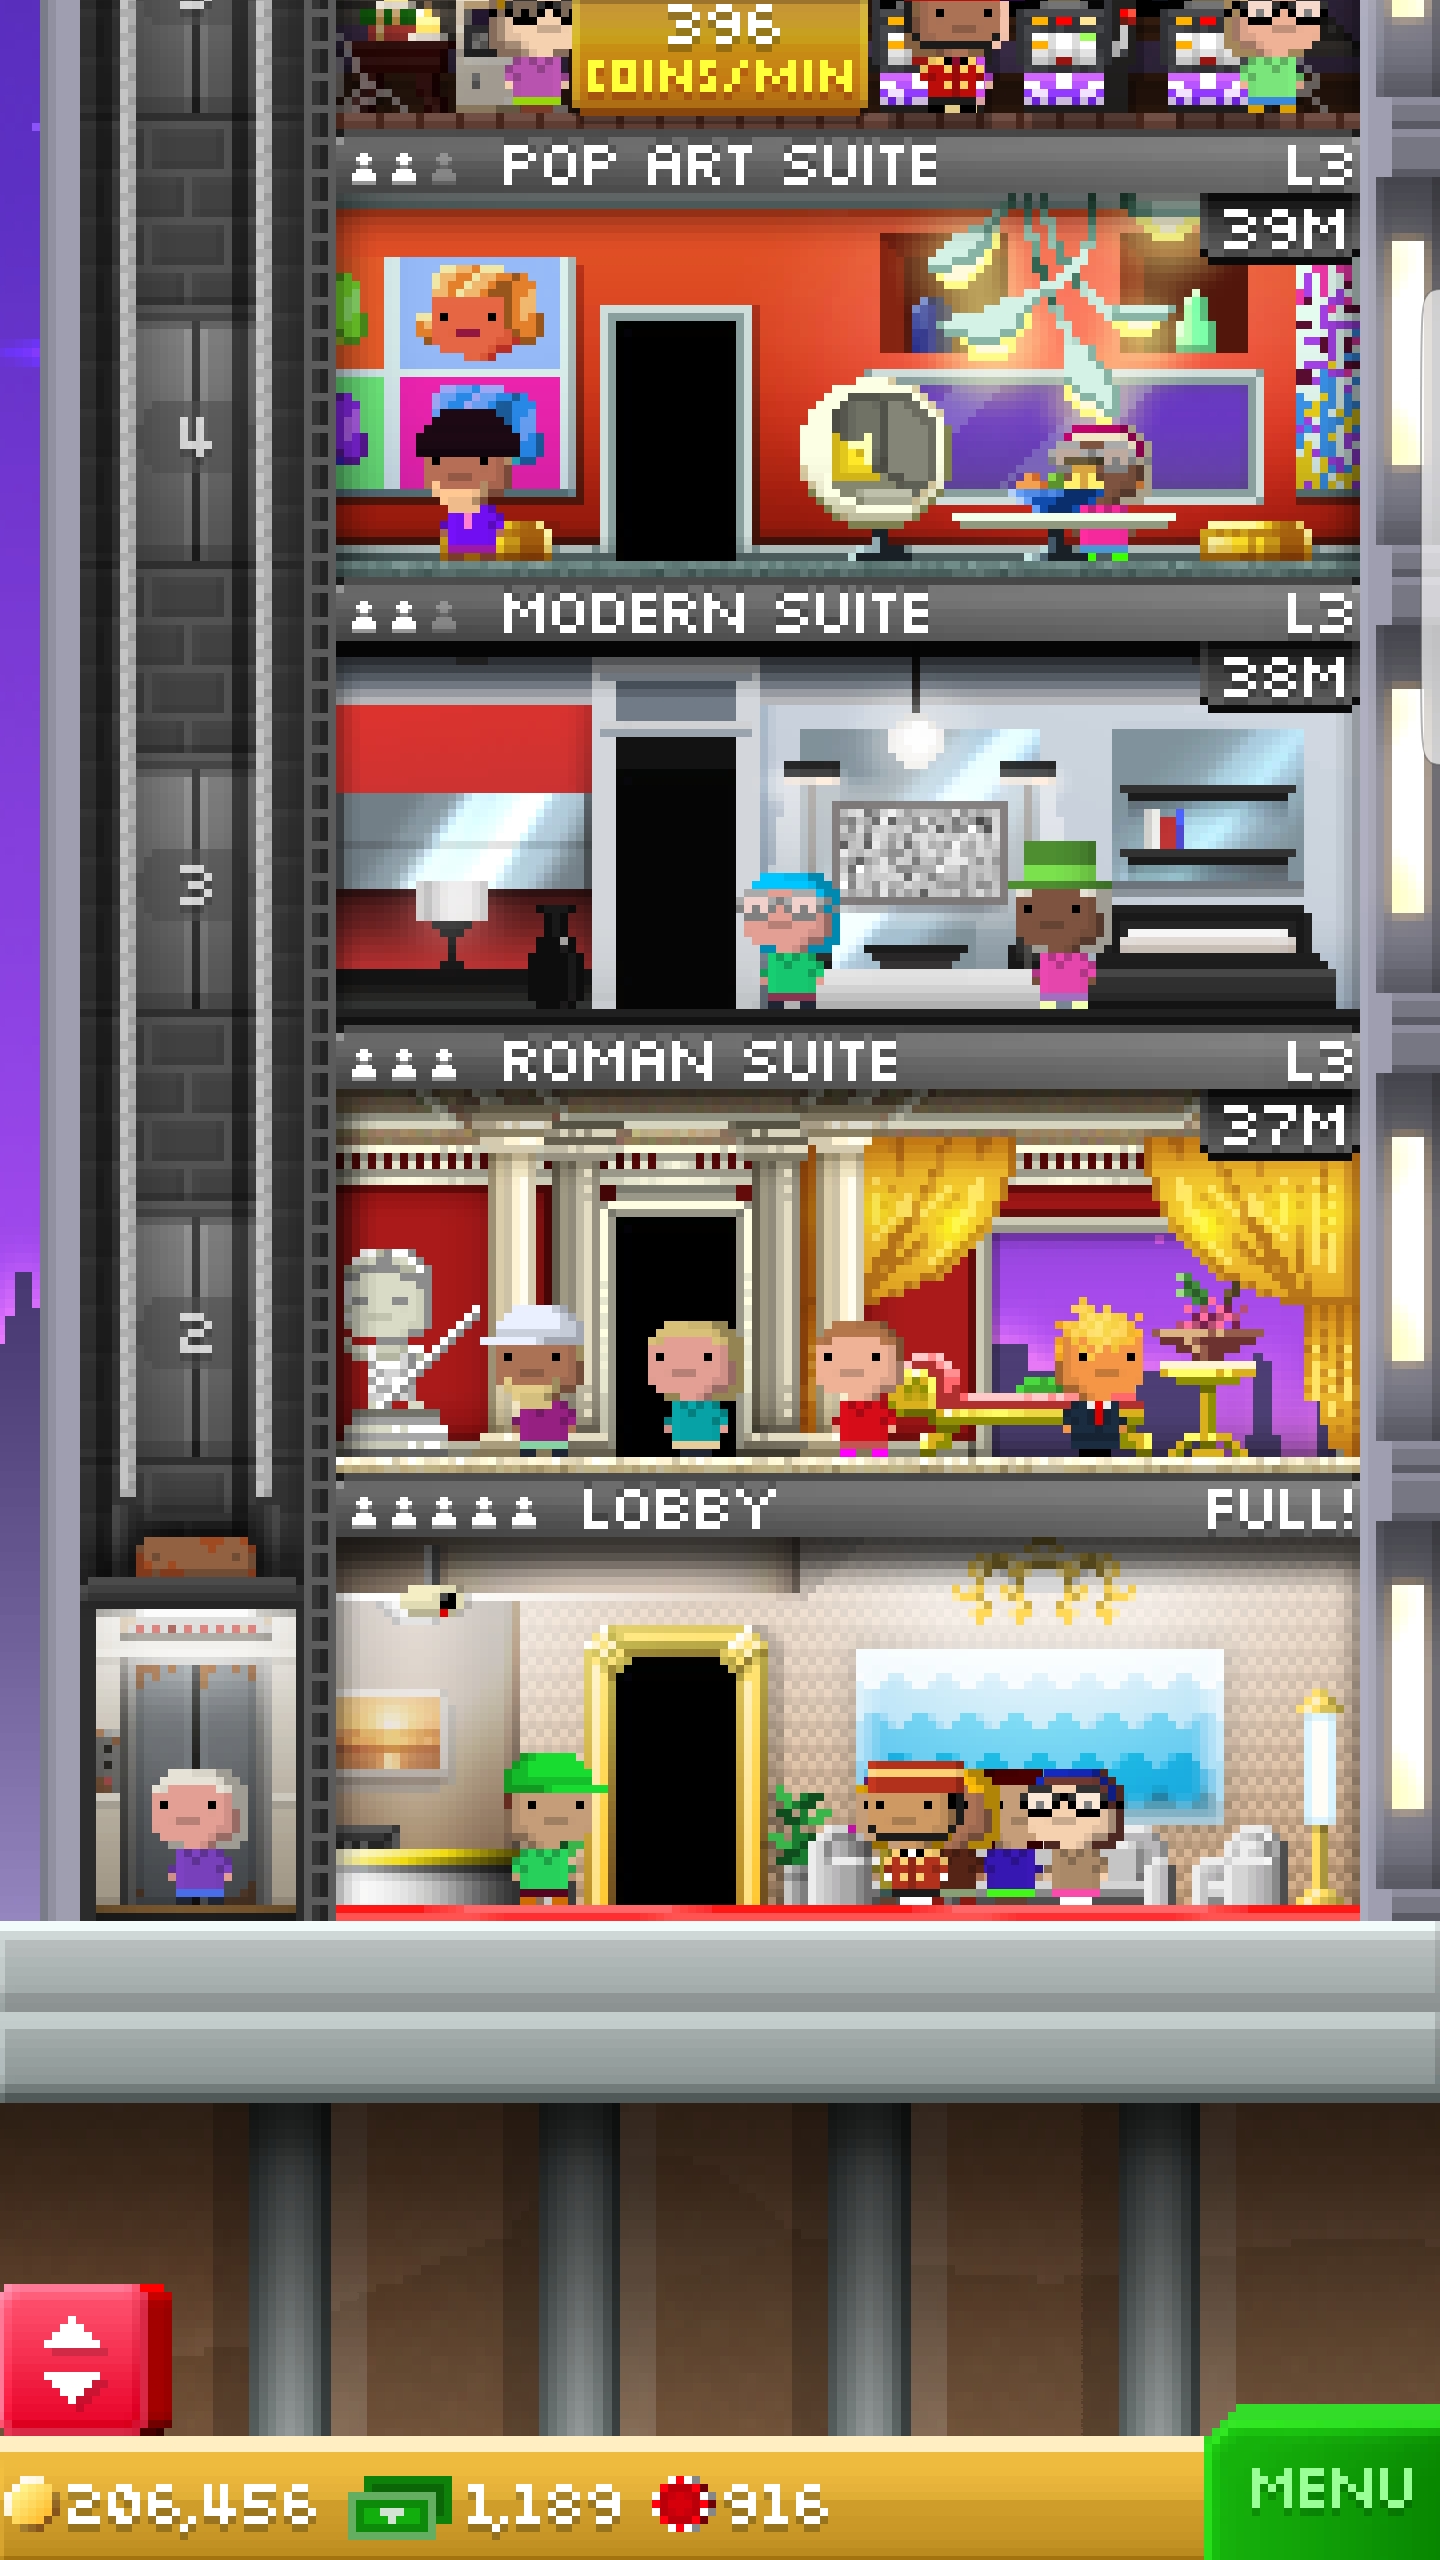 396
COINS/MIN
POP ART SUITE L3
39M
4
MODERN SUITE L3
38M
3
ROMAN SUITE L3
37M
2
LOBBY FULL!
206,456 1,189 916
MENU